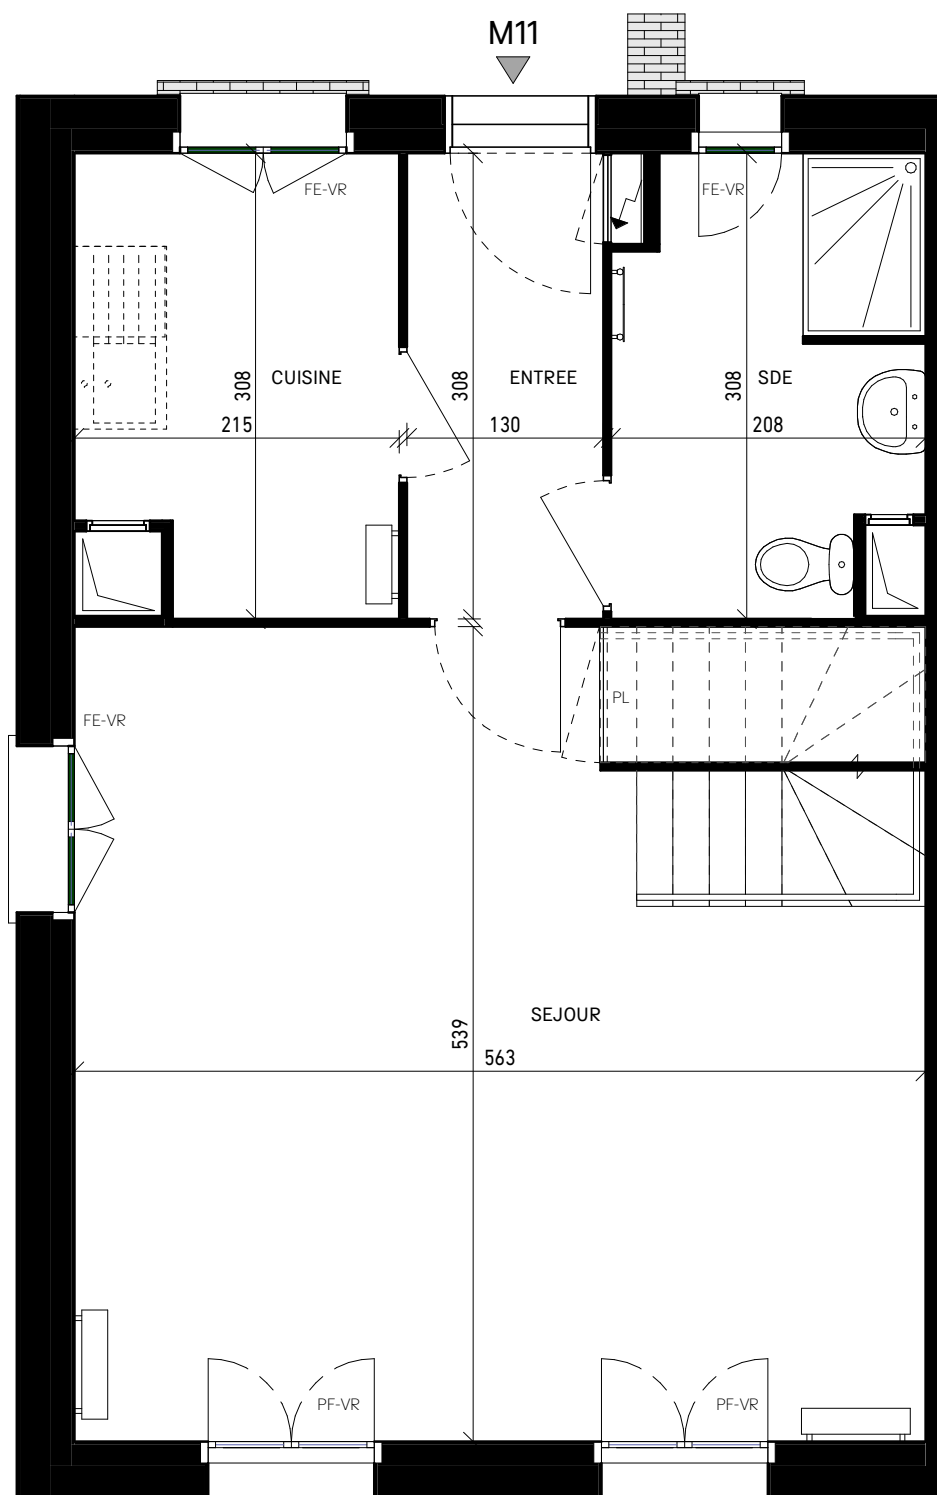 M11
FE-VR
FE-VR
308
CUISINE
308
ENTREE
308
SDE
215
130
208
PL
FE-VR
SEJOUR
539
563
PF-VR
PF-VR